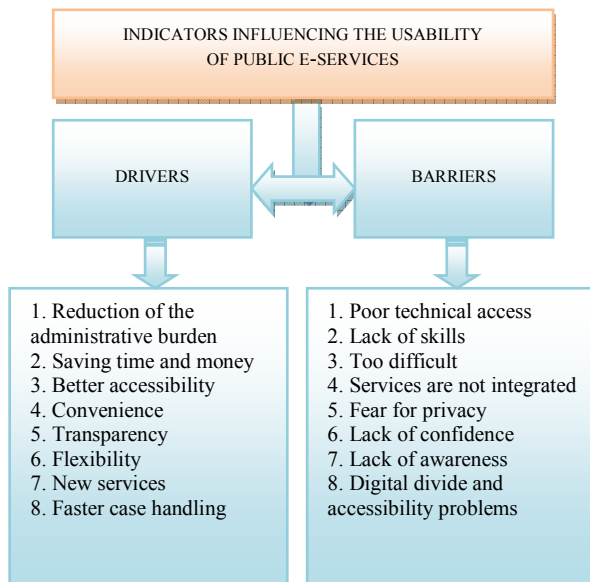 INDICATORS INFLUENCING THE USABILITY
OF PUBLIC E-SERVICES
DRIVERS
BARRIERS
1. Reduction of the
administrative burden
2. Saving time and money
3. Better accessibility
4. Convenience
5. Transparency
6. Flexibility
7. New services
8. Faster case handling
1. Poor technical access
2. Lack of skills
3. Too difficult
4. Services are not integrated
5. Fear for privacy
6. Lack of confidence
7. Lack of awareness
8. Digital divide and
accessibility problems